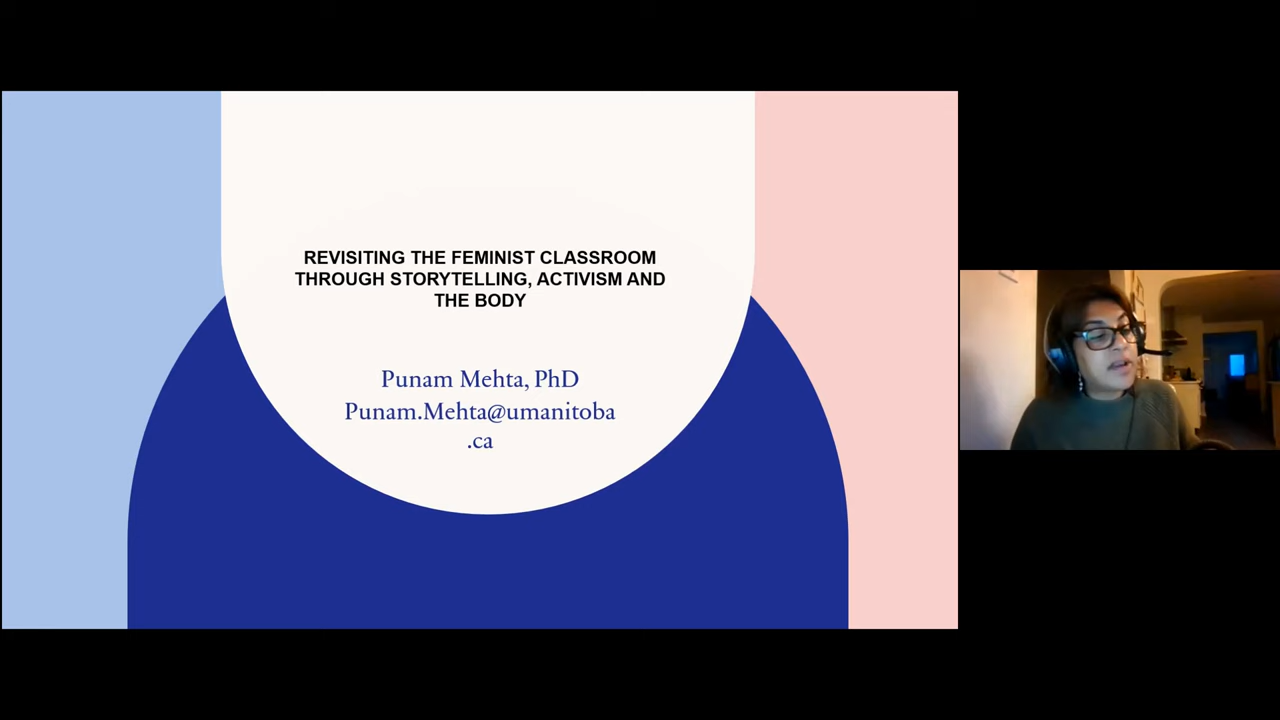 REVISITING THE FEMINIST CLASSROOM
THROUGH STORYTELLING, ACTIVISM AND
THE BODY
Punam Mehta, PhD
Punam.Mehta@umanitoba
.ca